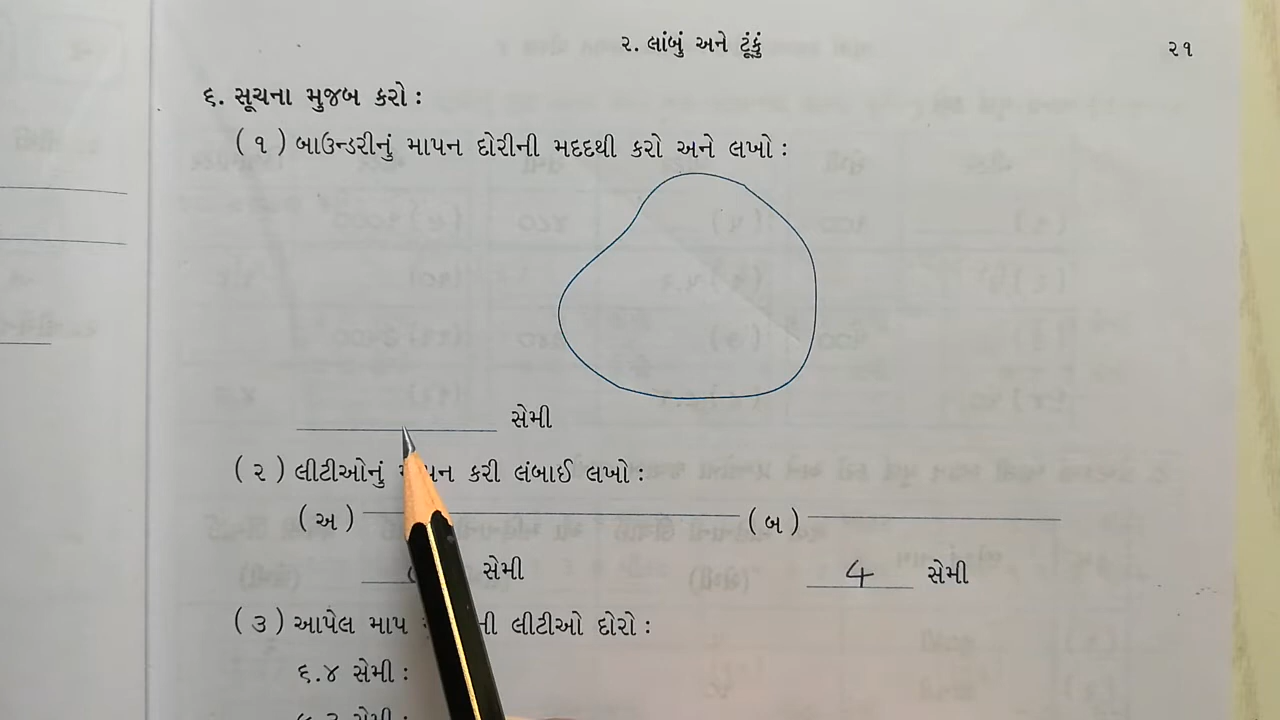 ૨. લાંબું અને ટૂંકું ૨૧
૬. સૂચના મુજબ કરો :
( ૧ ) બાઉન્ડરીનું માપન દોરીની મદદથી કરો અને લખો :
સેમી
( ૨ ) લીટીઓનું માપન કરી લંબાઈ લખો :
( અ ) ( બ )
સેમી 4 સેમી
( ૩ ) આપેલ માપ લીટીઓ દોરો :
૬.૪ સેમી :
સેમી :